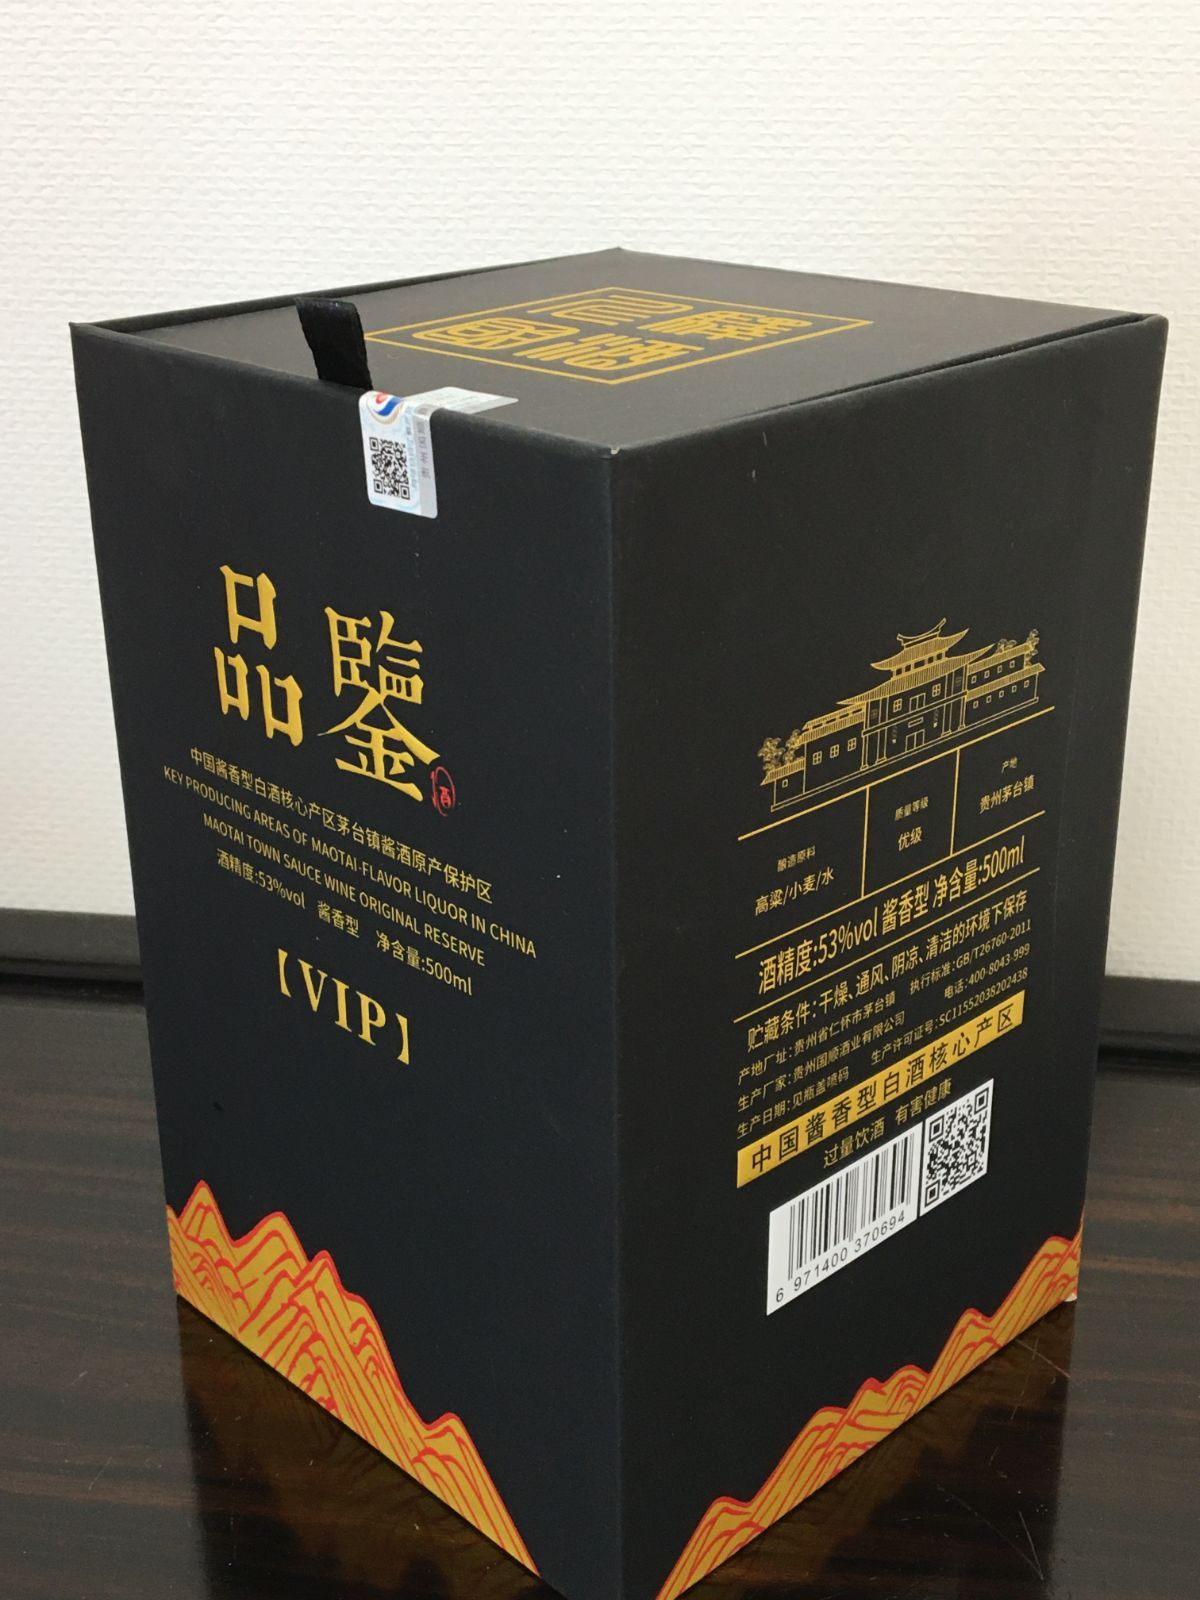 品鑒
酒
中国酱香型白酒核心产区茅台镇酱酒原产保护区
KEY PRODUCING AREAS OF MAOTAI-FLAVOR LIQUOR IN CHINA
MAOTAI TOWN SAUCE WINE ORIGINAL RESERVE
酒精度:53%vol 酱香型 净含量:500ml
【VIP】
酿造原料
高粱/小麦/水
质量等级
优级
产地
贵州茅台镇
酒精度:53%vol 酱香型 净含量:500ml
贮藏条件:干燥、通风、阴凉、清洁的环境下保存
产地厂址:贵州省仁怀市茅台镇 执行标准:GB/T26760-2011
生产厂家:贵州国顺酒业有限公司 电话:400-8043-999
生产日期:见瓶盖喷码 生产许可证号:SC11552038202438
中国酱香型白酒核心产区
过量饮酒 有害健康
6 971400 370694